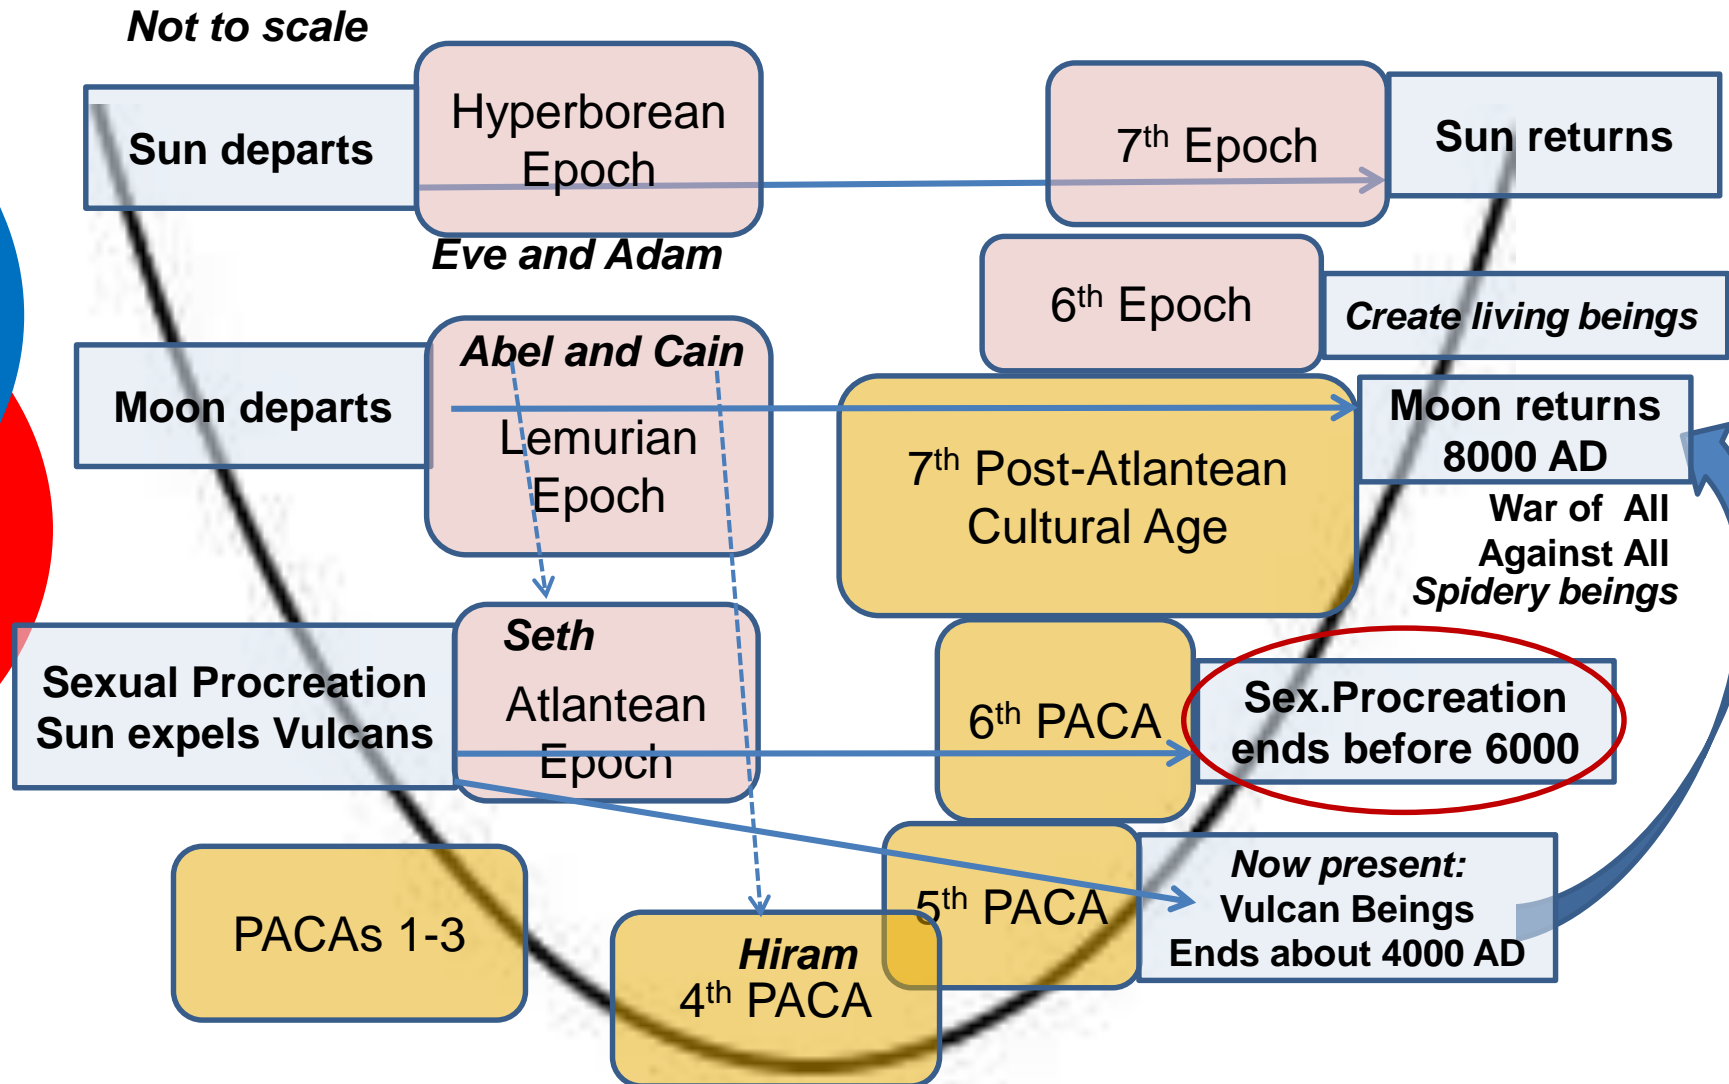 Not to scale
Sun departs
Hyperborean
Epoch
7th Epoch
Sun returns
Eve and Adam
6th Epoch
Create living beings
Moon departs
Abel and Cain
Lemurian
Epoch
7th Post-Atlantean
Cultural Age
Moon returns
8000 AD
War of All
Against All
Spidery beings
Sexual Procreation
Sun expels Vulcans
Seth
Atlantean
Epoch
6th PACA
Sex.Procreation
ends before 6000
PACAs 1-3
Hiram
4th PACA
5th PACA
Now present:
Vulcan Beings
Ends about 4000 AD